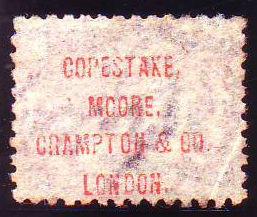 COPESTAKE,
MOORE,
CRAMPTON & CO.
LONDON.